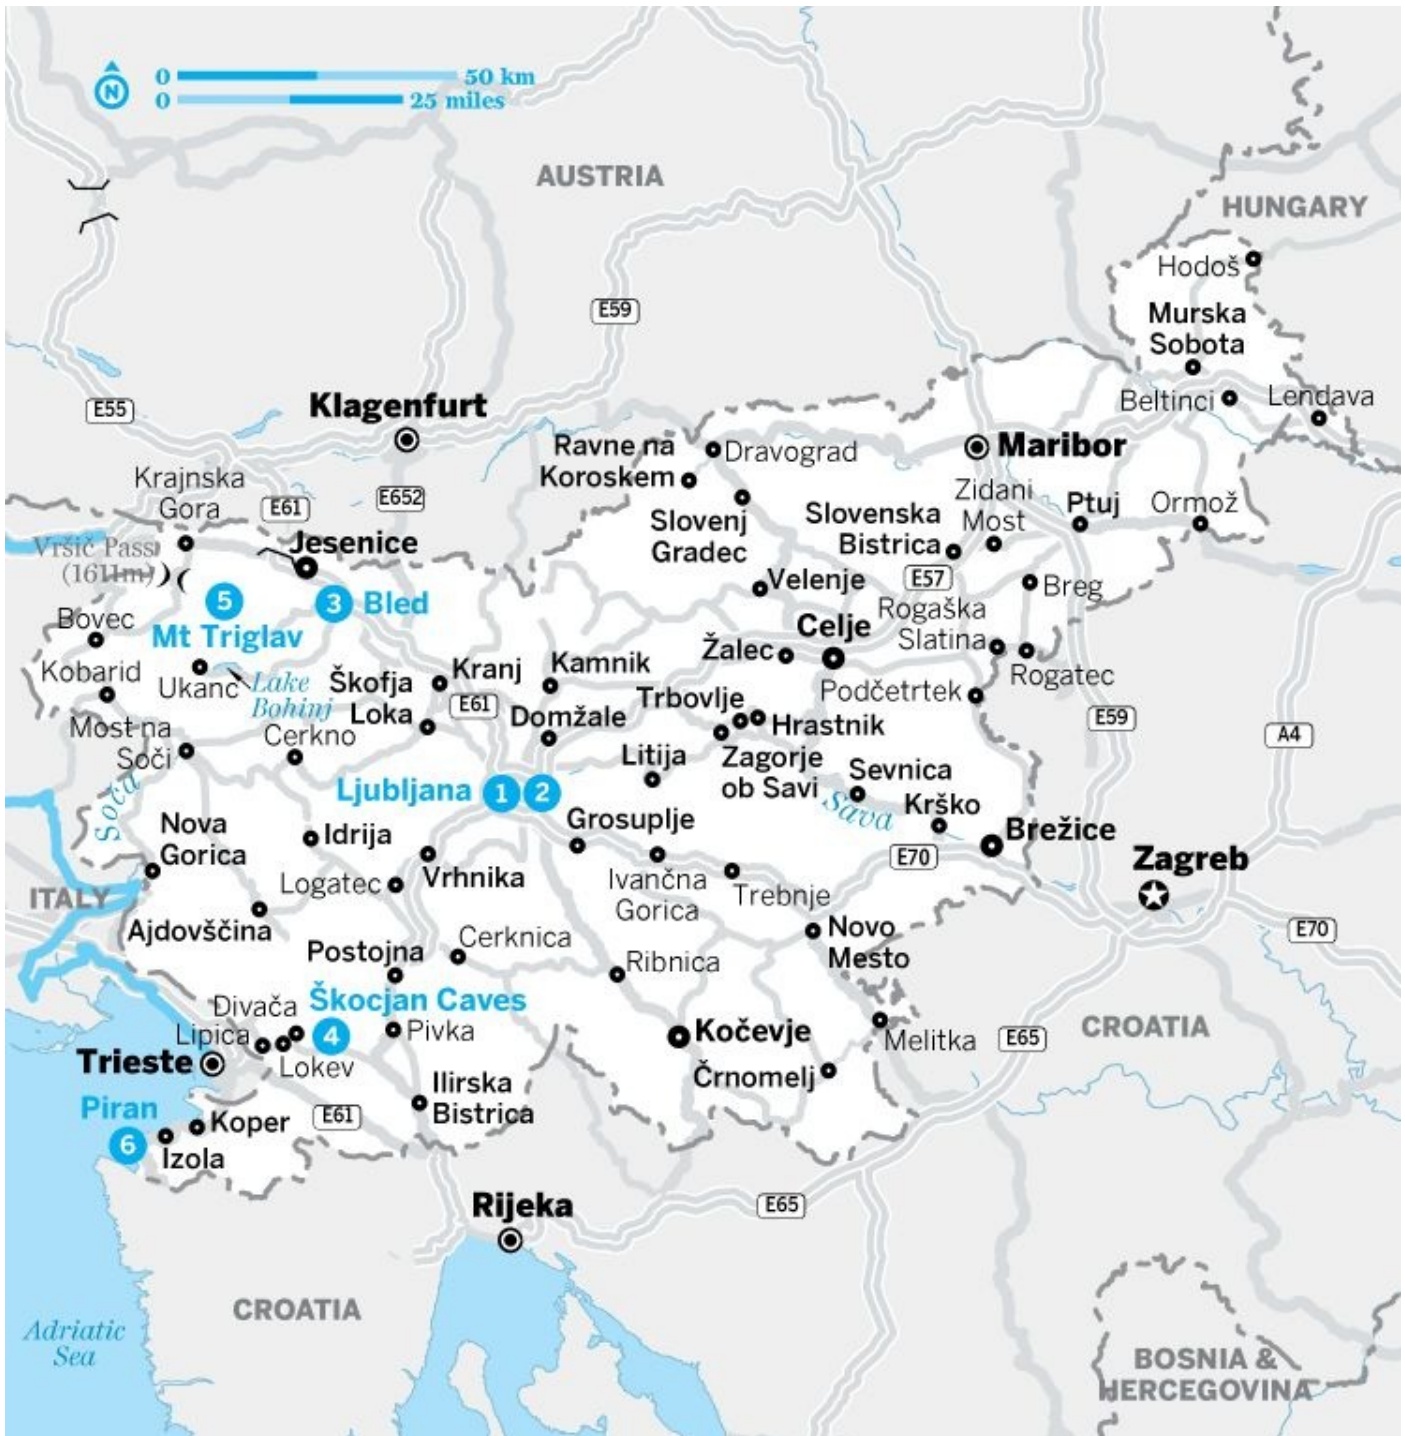 0 50 km
N
0 25 miles
AUSTRIA
HUNGARY
Hodoš
E59
Murska
Sobota
Klagenfurt
E55
Beltinci
Lendava
Ravne na
Koroskem
Dravograd
Maribor
Krajnska
Gora
E61
E652
Zidani
Most
Ptuj
Ormož
Slovenj
Gradec
Slovenska
Bistrica
Vršič Pass
(1611m)
Jesenice
Velenje
E57
Breg
5
3
Bled
Mt Triglav
Bovec
Rogaška
Slatina
Celje
Žalec
Rogatec
Kobarid
Ukanc
Lake
Bohinj
Škofja
Loka
Kranj
E61
Kamnik
Podčetrtek
Trbovlje
Domžale
Hrastnik
E59
A4
Most na
Soči
Cerkno
Litija
Zagorje
ob Savi
Sevnica
Ljubljana
1
2
Soča
Sava
Krško
Nova
Gorica
Idrija
Grosuplje
Brežice
E70
Zagreb
ITALY
Logatec
Vrhnika
Ivančna
Gorica
Trebnje
Ajdovščina
Postojna
Cerknica
Ribnica
Novo
Mesto
E70
Divača
Škocjan Caves
Lipica
4
Pivka
Kočevje
Melitka
E65
CROATIA
Trieste
Lokev
Črnomelj
Piran
Ilirska
Bistrica
6
Koper
E61
Izola
Rijeka
E65
CROATIA
Adriatic
Sea
BOSNIA &
HERCEGOVINA